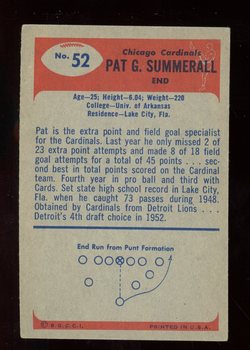 No. 52
Chicago Cardinals
PAT G. SUMMERALL
END
Age—25; Height—6.04; Weight—220
College—Univ. of Arkansas
Residence—Lake City, Fla.
Pat is the extra point and field goal specialist
for the Cardinals. Last year he only missed 2 of
23 extra point attempts and made 8 of 18 field
goal attempts for a total of 45 points . . . sec-
ond best in total points scored on the Cardinal
team. Fourth year in pro ball and third with
Cards. Set state high school record in Lake City,
Fla. when he caught 73 passes during 1948.
Obtained by Cardinals from Detroit Lions . . .
Detroit's 4th draft choice in 1952.
End Run from Punt Formation
© B.G.C.I.
PRINTED IN U.S.A.